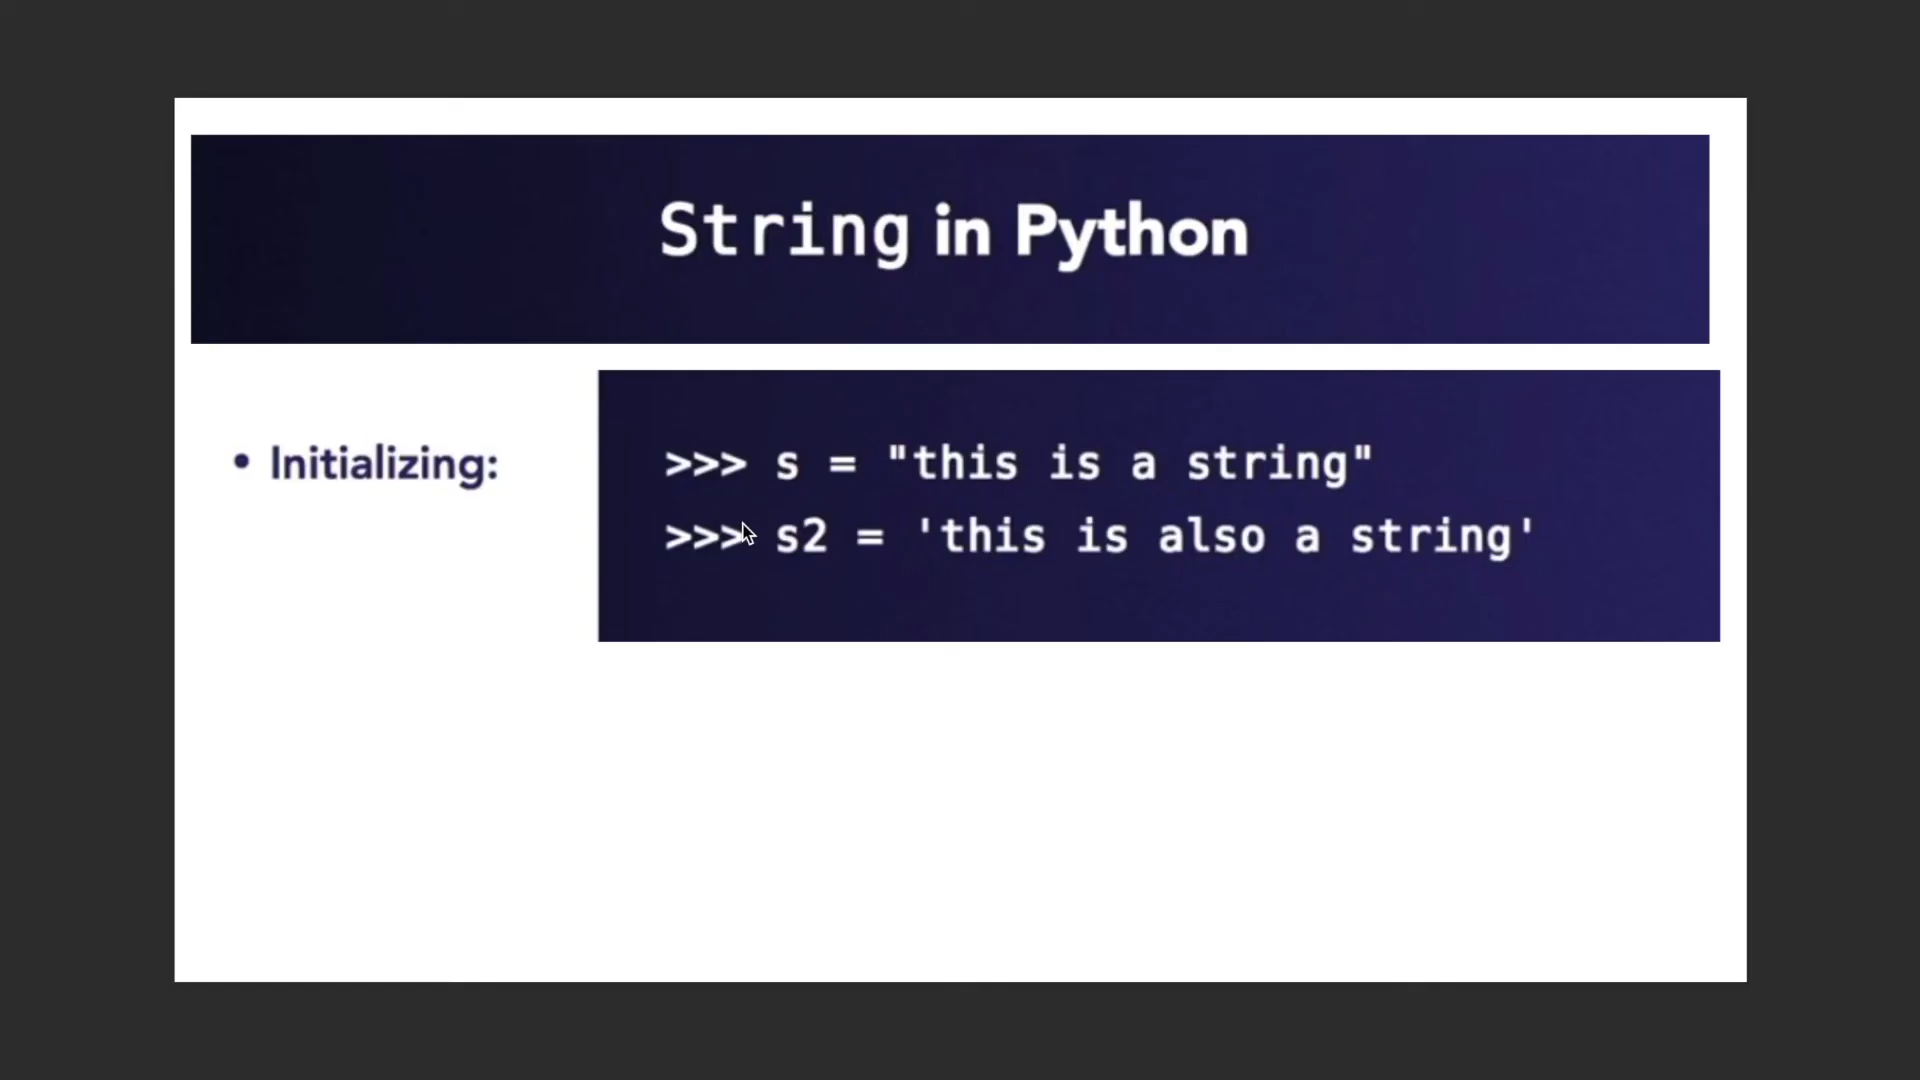 String in Python
• Initializing:
>>> s = "this is a string"
>>> s2 = 'this is also a string'